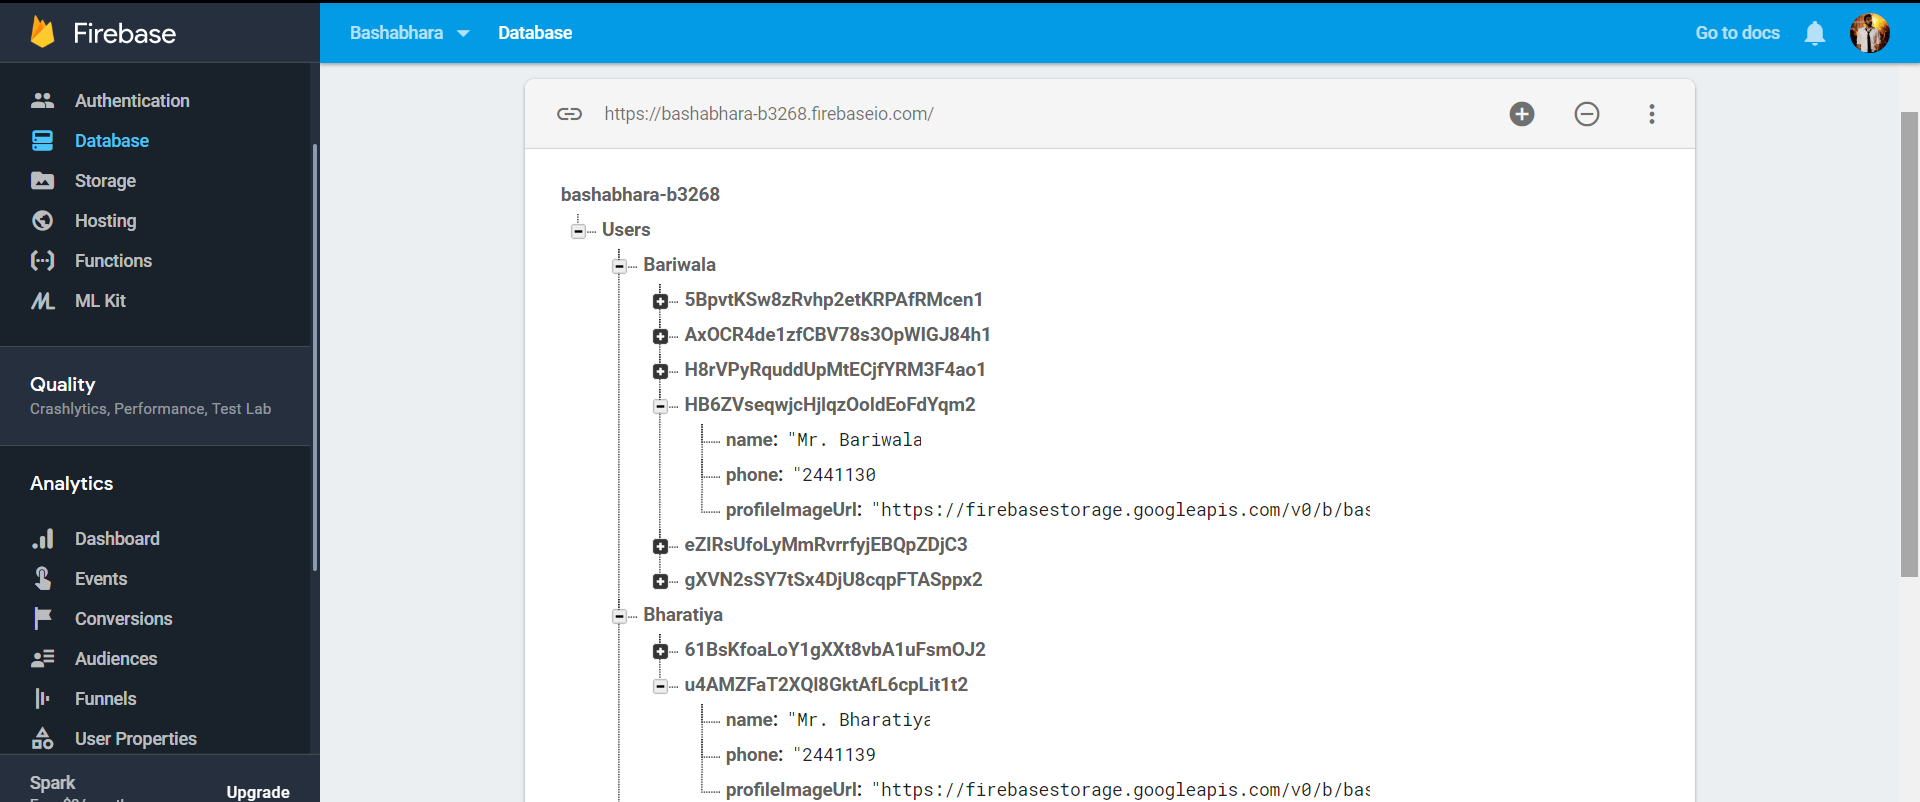 Firebase
Bashabhara
Database
Go to docs
Authentication
Database
Storage
Hosting
Functions
ML Kit
Quality
Crashlytics, Performance, Test Lab
Analytics
Dashboard
Events
Conversions
Audiences
Funnels
User Properties
Spark
Upgrade
https://bashabhara-b3268.firebaseio.com/
bashabhara-b3268
Users
Bariwala
5BpvtKSw8zRvhp2etKRPAfRMcen1
AxOCR4de1zfCBV78s3OpWIGJ84h1
H8rVPyRquddUpMtECjfYRM3F4ao1
HB6ZVseqwjcHjlqzOoldEoFdYqm2
name: "Mr. Bariwala
phone: "2441130
profileImageUrl: "https://firebasestorage.googleapis.com/v0/b/bas
eZIRsUfoLyMmRvrrfyjEBQpZDjC3
gXVN2sSY7tSx4DjU8cqpFTASppx2
Bharatiya
61BsKfoaLoY1gXXt8vbA1uFsmOJ2
u4AMZFaT2XQl8GktAfL6cpLit1t2
name: "Mr. Bharatiya
phone: "2441139
profileImageUrl: "https://firebasestorage.googleapis.com/v0/b/bas